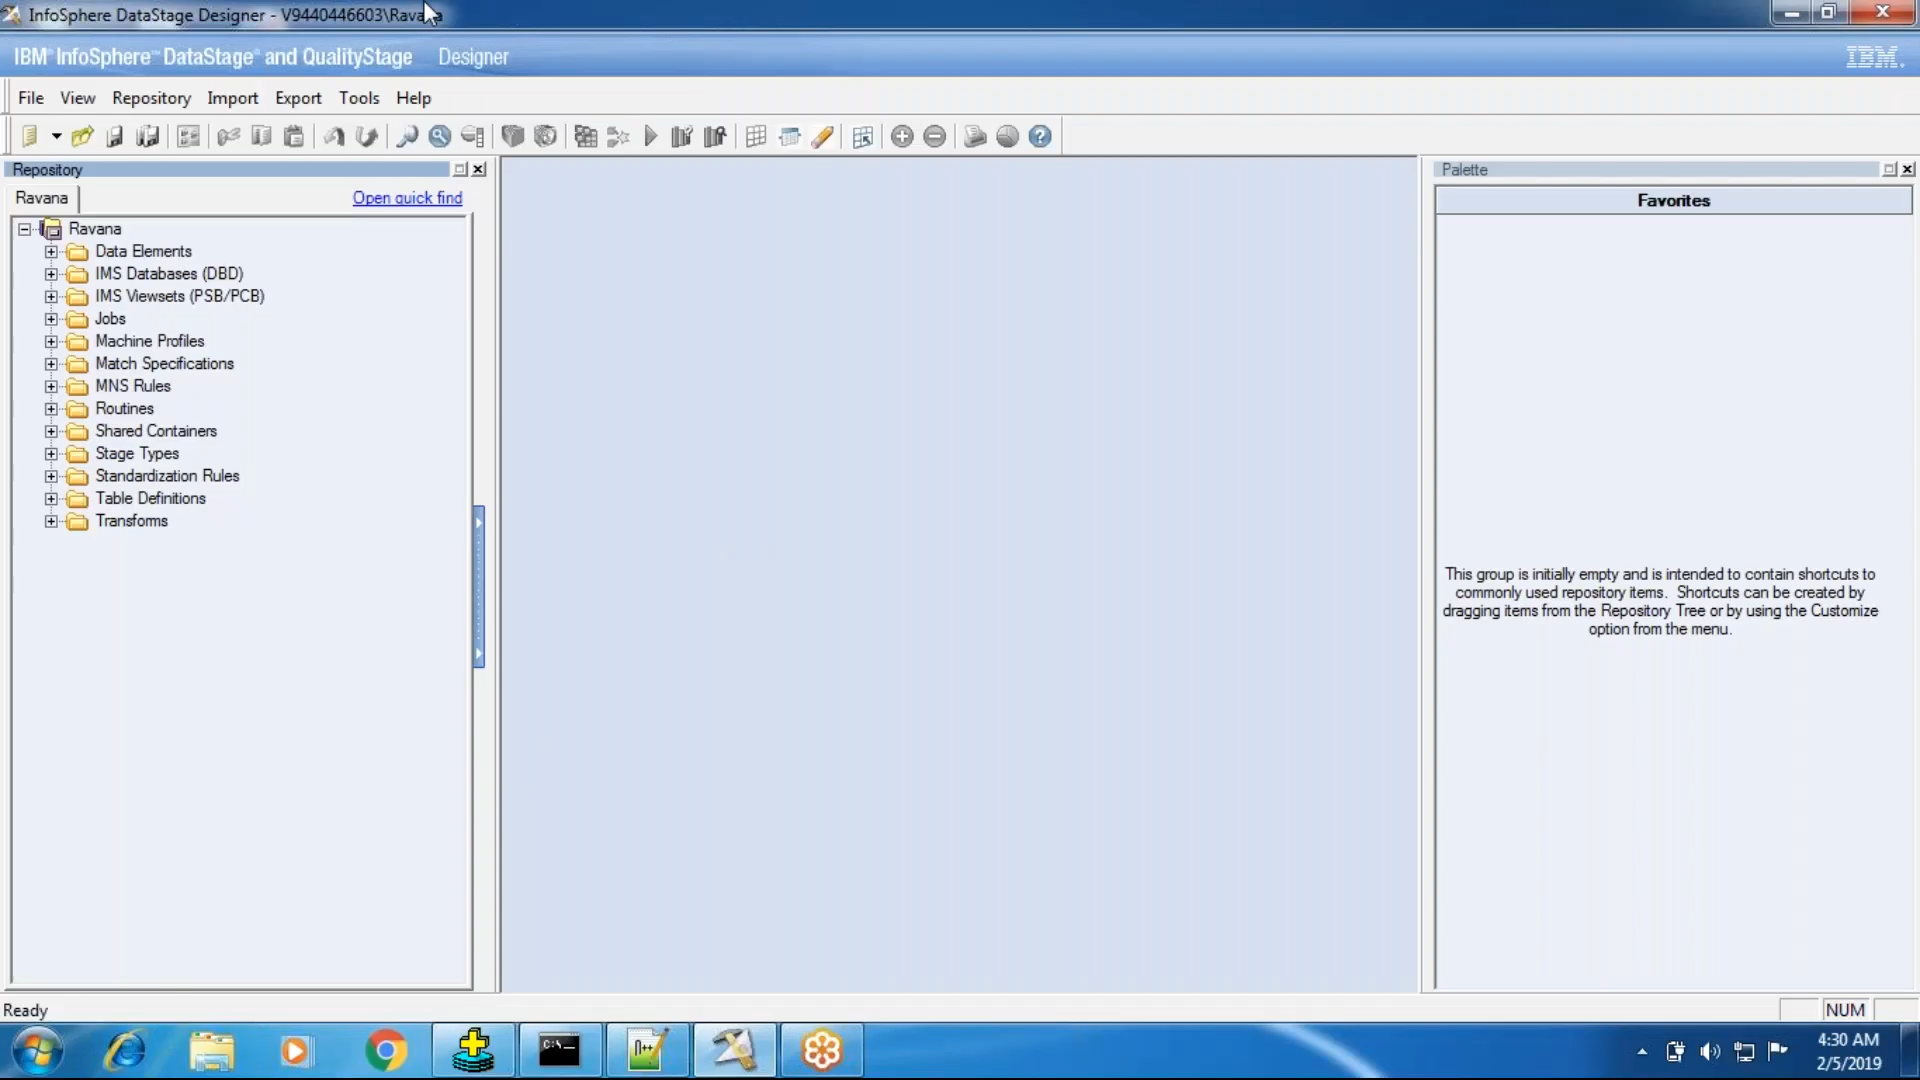 InfoSphere DataStage Designer - V9440446603\Ravana
IBM InfoSphere™ DataStage® and QualityStage Designer
IBM.
File View Repository Import Export Tools Help
Repository
Ravana
Open quick find
Ravana
Data Elements
IMS Databases (DBD)
IMS Viewsets (PSB/PCB)
Jobs
Machine Profiles
Match Specifications
MNS Rules
Routines
Shared Containers
Stage Types
Standardization Rules
Table Definitions
Transforms
Palette
Favorites
This group is initially empty and is intended to contain shortcuts to
commonly used repository items. Shortcuts can be created by
dragging items from the Repository Tree or by using the Customize
option from the menu.
Ready
NUM
C:\
n++
4:30 AM
2/5/2019